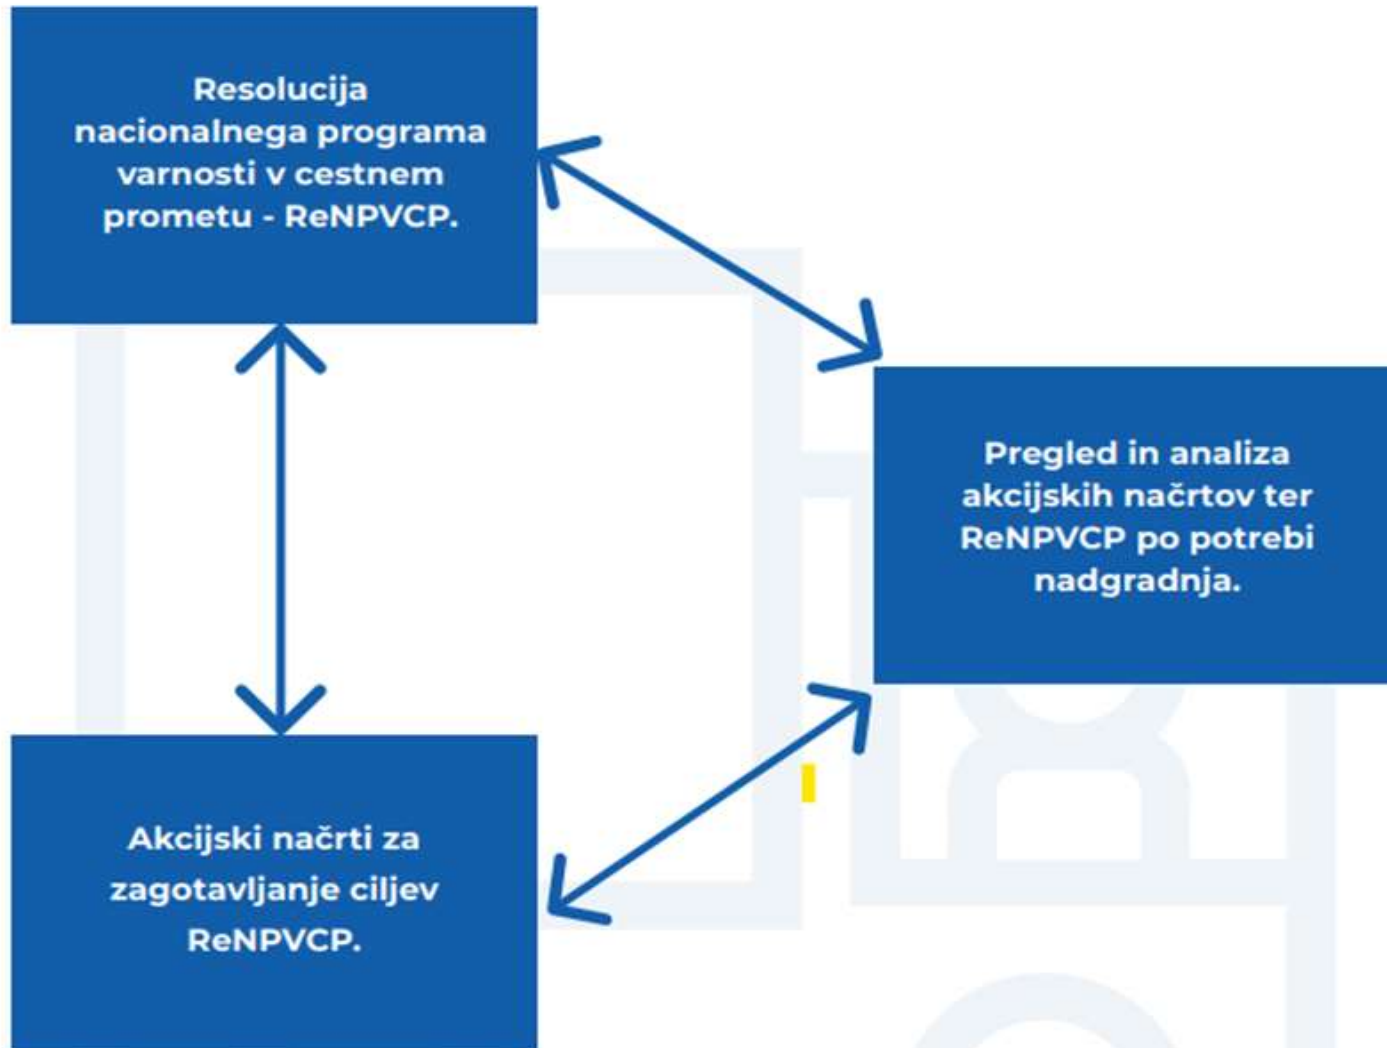 Resolucija
nacionalnega programa
varnosti v cestnem
prometu - ReNPVCP.
Pregled in analiza
akcijskih načrtov ter
ReNPVCP po potrebi
nadgradnja.
Akcijski načrti za
zagotavljanje ciljev
ReNPVCP.